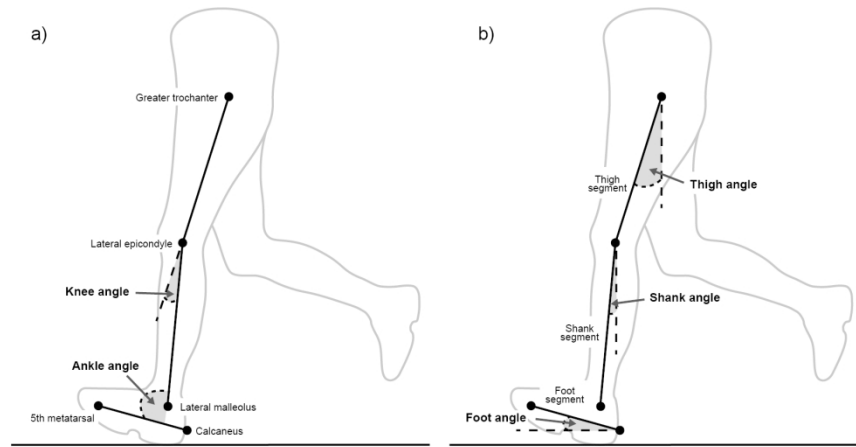 a)
Greater trochanter
Lateral epicondyle
Knee angle
Ankle angle
Lateral malleolus
5th metatarsal
Calcaneus
b)
Thigh
segment
Thigh angle
Shank angle
Shank
segment
Foot
segment
Foot angle